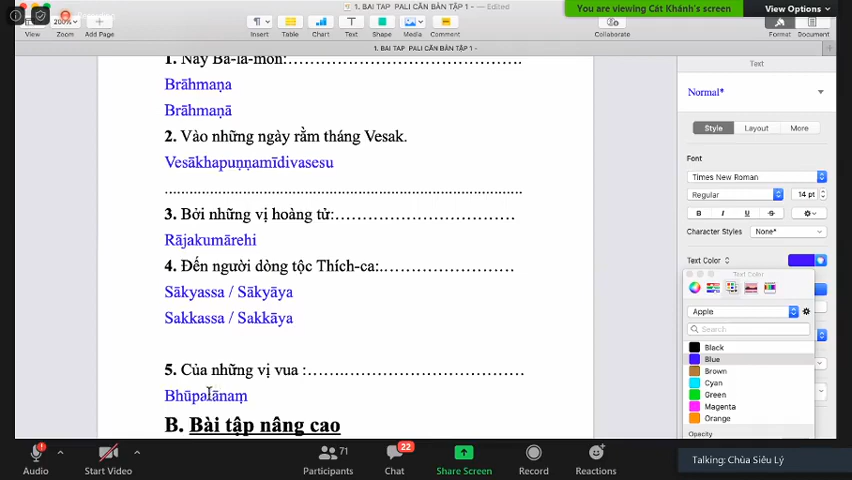 1. BAI TAP PALI CĂN BẢN TẬP 1 - — Edited
You are viewing Cát Khánh's screen
View Options
200%
View
Zoom
Add Page
Insert
Table
Chart
Text
Shape
Media
Comment
Collaborate
Format
Document
1. BAI TAP PALI CĂN BẢN TẬP 1 -
1. Này Bà-la-môn:……………………………………….
Brāhmaṇa
Brāhmaṇā
2. Vào những ngày rằm tháng Vesak.
Vesākhapuṇṇamīdivasesu
3. Bởi những vị hoàng tử:……………………………
Rājakumārehi
4. Đến người dòng tộc Thích-ca:……………………
Sākyassa / Sākyāya
Sakkassa / Sakkāya
5. Của những vị vua :…….……………………………
Bhūpalānaṃ
B. Bài tập nâng cao
Text
Normal*
Style
Layout
More
Font
Times New Roman
Regular
14 pt
B I U S
Character Styles
None*
Text Color
Text Color
Apple
Search
Black
Blue
Brown
Cyan
Green
Magenta
Orange
Opacity
Audio
Start Video
71
Participants
22
Chat
Share Screen
Record
Reactions
Talking: Chùa Siêu Lý